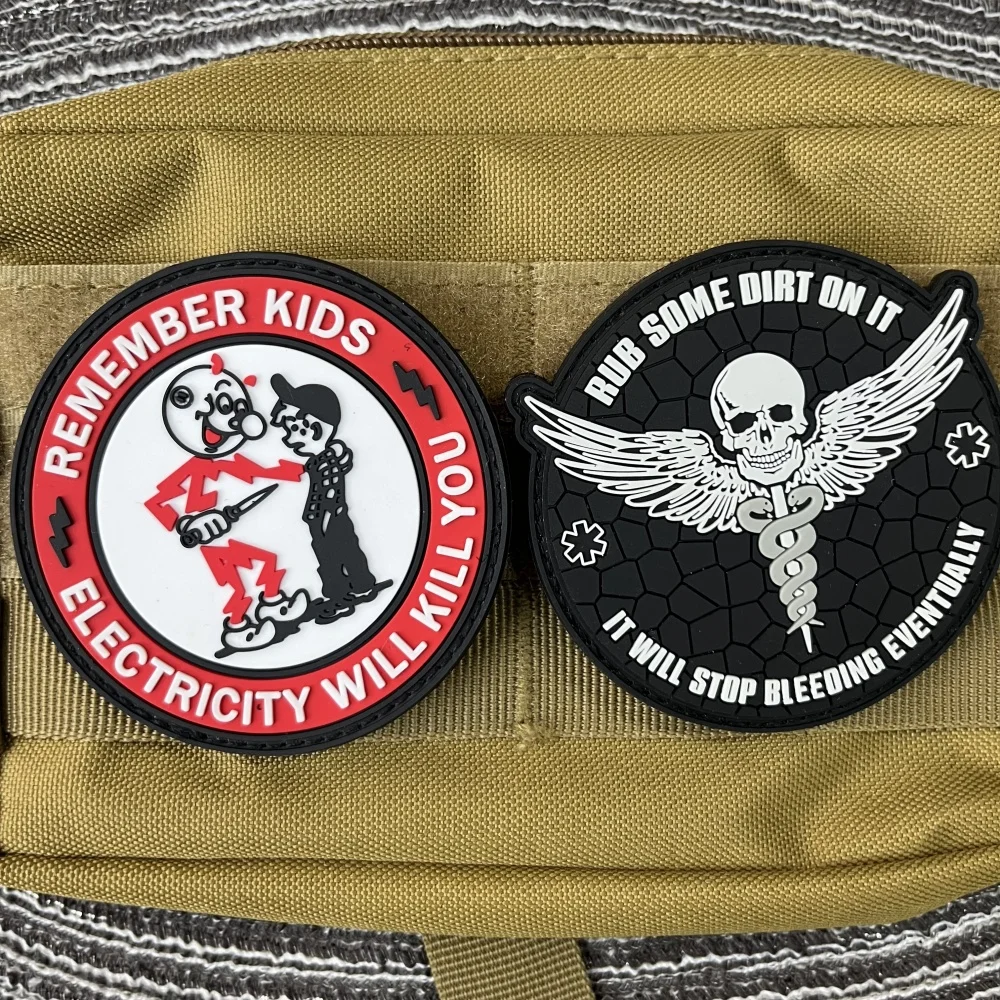 REMEMBER KIDS
ELECTRICITY WILL KILL YOU
RUB SOME DIRT ON IT
IT WILL STOP BLEEDING EVENTUALLY